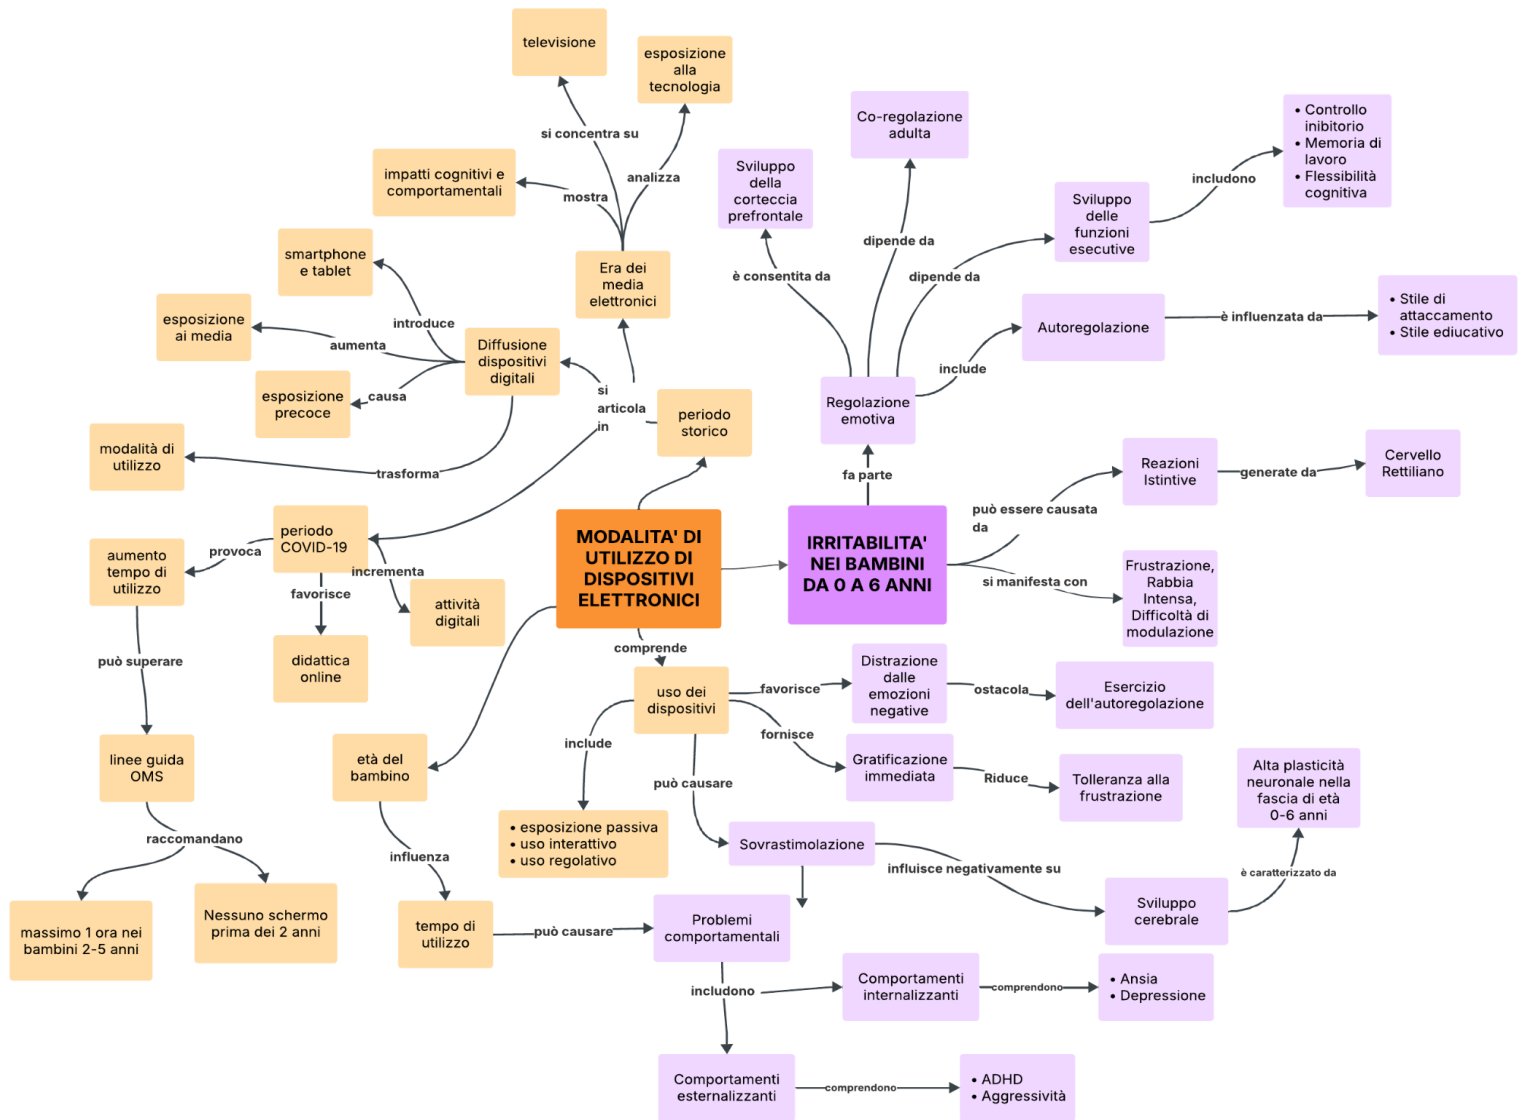 televisione
esposizione
alla
tecnologia
si concentra su
analizza
impatti cognitivi e
comportamentali
mostra
smartphone
e tablet
Era dei
media
elettronici
esposizione
ai media
introduce
aumenta
Diffusione
dispositivi
digitali
esposizione
precoce
causa
si
articola
in
periodo
storico
modalità di
utilizzo
trasforma
periodo
COVID-19
provoca
aumento
tempo di
utilizzo
incrementa
favorisce
attività
digitali
didattica
online
può superare
linee guida
OMS
raccomandano
massimo 1 ora nei
bambini 2-5 anni
Nessuno schermo
prima dei 2 anni
MODALITA' DI
UTILIZZO DI
DISPOSITIVI
ELETTRONICI
comprende
uso dei
dispositivi
include
• esposizione passiva
• uso interattivo
• uso regolativo
età del
bambino
influenza
tempo di
utilizzo
può causare
può causare
Sovrastimolazione
Problemi
comportamentali
includono
Comportamenti
internalizzanti
comprendono
• Ansia
• Depressione
Comportamenti
esternalizzanti
comprendono
• ADHD
• Aggressività
influisce negativamente su
Sviluppo
cerebrale
è caratterizzato da
Alta plasticità
neuronale nella
fascia di età
0-6 anni
favorisce
Distrazione
dalle
emozioni
negative
ostacola
Esercizio
dell'autoregolazione
fornisce
Gratificazione
immediata
Riduce
Tolleranza alla
frustrazione
IRRITABILITA'
NEI BAMBINI
DA 0 A 6 ANNI
fa parte
Regolazione
emotiva
è consentita da
Sviluppo
della
corteccia
prefrontale
dipende da
Co-regolazione
adulta
dipende da
Sviluppo
delle
funzioni
esecutive
includono
• Controllo
inibitorio
• Memoria di
lavoro
• Flessibilità
cognitiva
include
Autoregolazione
è influenzata da
• Stile di
attaccamento
• Stile ediucativo
può essere causata
da
Reazioni
Istintive
generate da
Cervello
Rettiliano
si manifesta con
Frustrazione,
Rabbia
Intensa,
Difficoltà di
modulazione